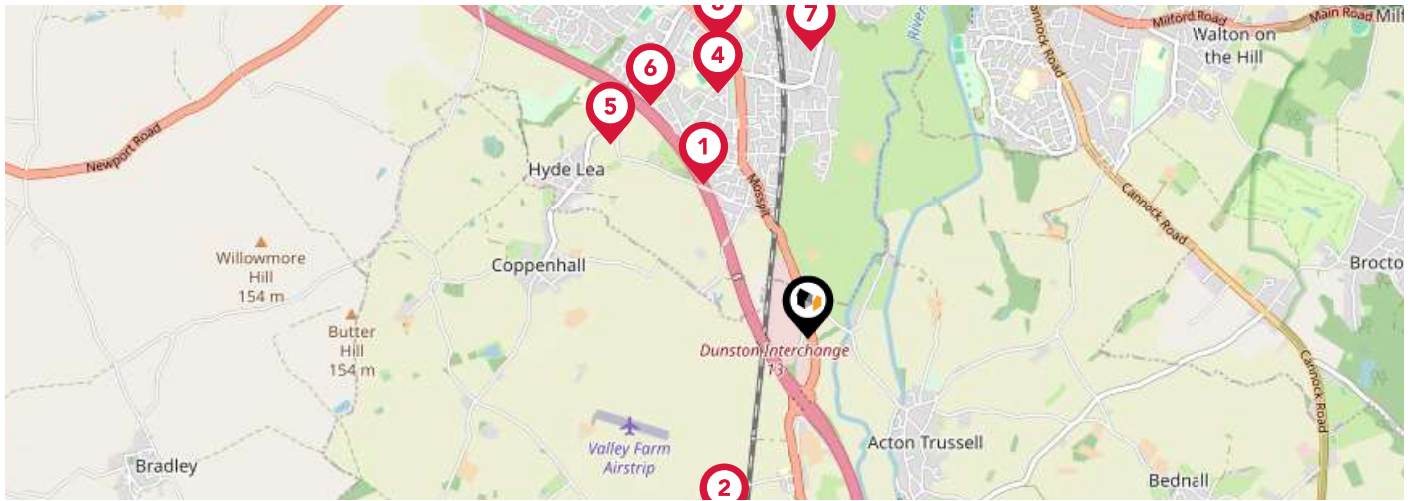 7
Milford Road
Main Road
Walton on
the Hill
Cannock Road
4
6
5
1
Newport Road
Hyde Lea
Mosspit
Cannock Road
Willowmore
Hill
154 m
Coppenhall
Butter
Hill
154 m
Dunston Interchange
13
Cannock Road
Valley Farm
Airstrip
Acton Trussell
Bradley
2
Bednall